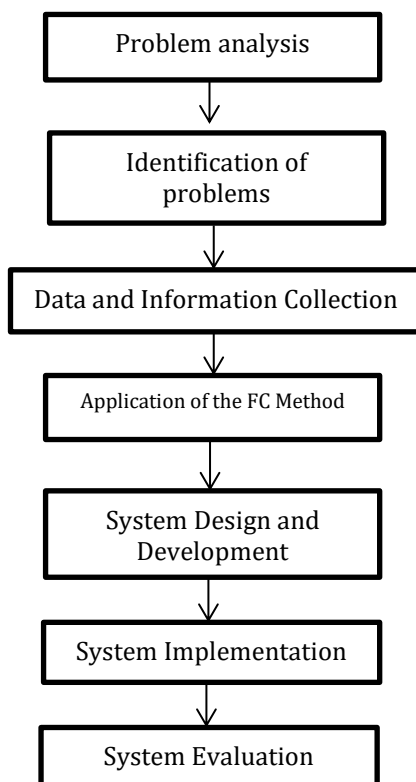 Problem analysis
Identification of
problems
Data and Information Collection
Application of the FC Method
System Design and
Development
System Implementation
System Evaluation